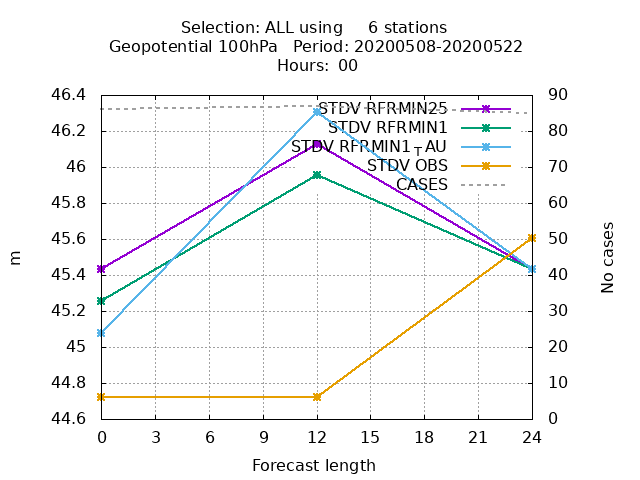 Selection: ALL using     6 stations
Geopotential 100hPa   Period: 20200508-20200522
Hours: 00
46.4
46.2
46
45.8
45.6
45.4
45.2
45
44.8
44.6
m
90
80
70
60
50
40
30
20
10
0
No cases
STDV RFRMIN25
STDV RFRMIN1
STDV RFRMIN1_TAU
STDV OBS
CASES
0 3 6 9 12 15 18 21 24
Forecast length